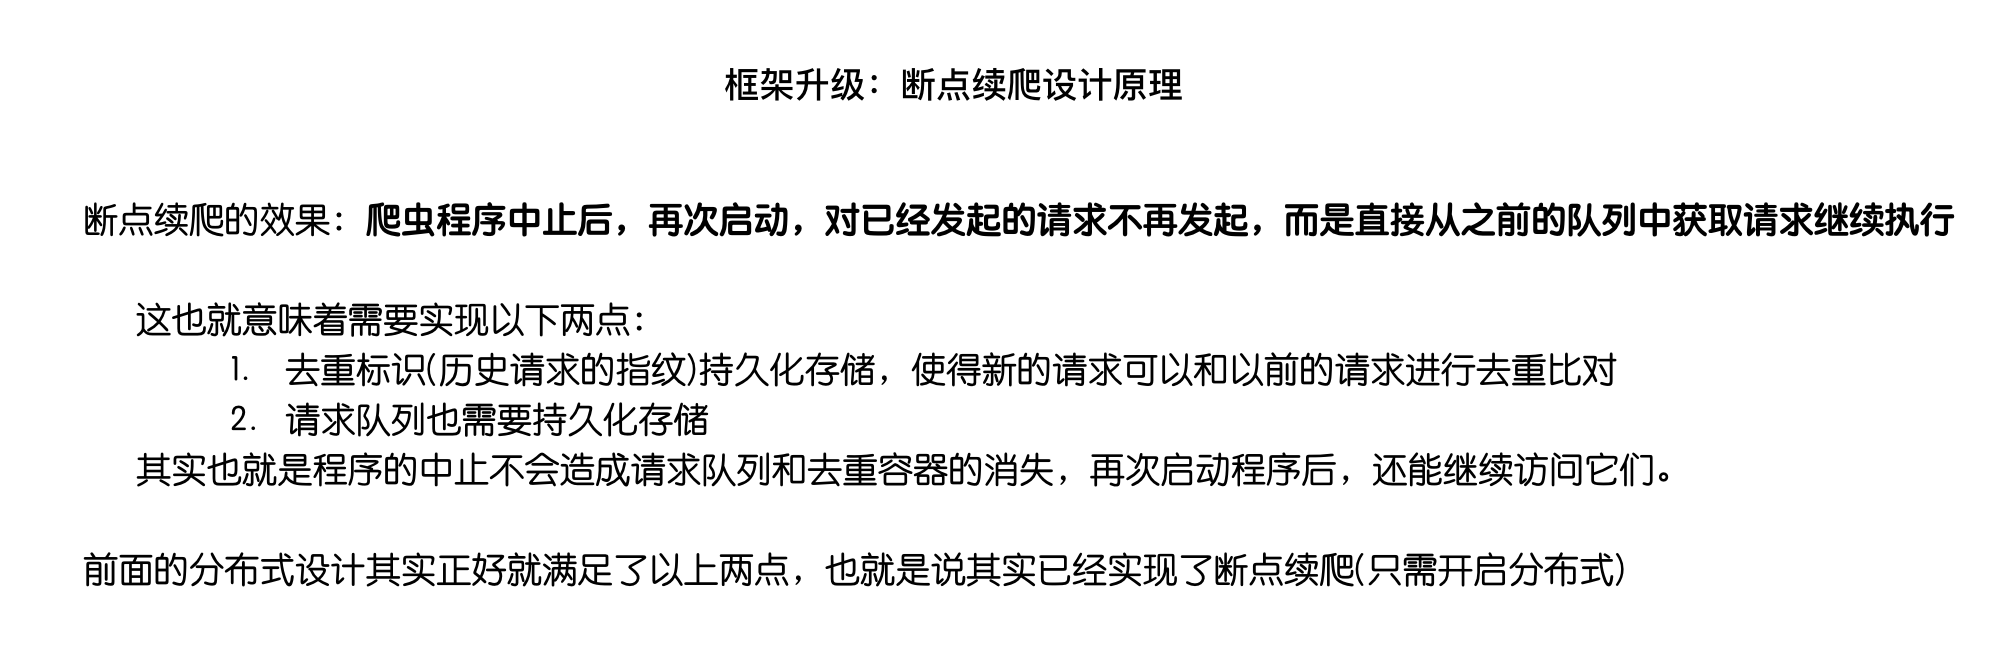 框架升级：断点续爬设计原理
断点续爬的效果：爬虫程序中止后，再次启动，对已经发起的请求不再发起，而是直接从之前的队列中获取请求继续执行
这也就意味着需要实现以下两点：
1. 去重标识(历史请求的指纹)持久化存储，使得新的请求可以和以前的请求进行去重比对
2. 请求队列也需要持久化存储
其实也就是程序的中止不会造成请求队列和去重容器的消失，再次启动程序后，还能继续访问它们。
前面的分布式设计其实正好就满足了以上两点，也就是说其实已经实现了断点续爬(只需开启分布式)